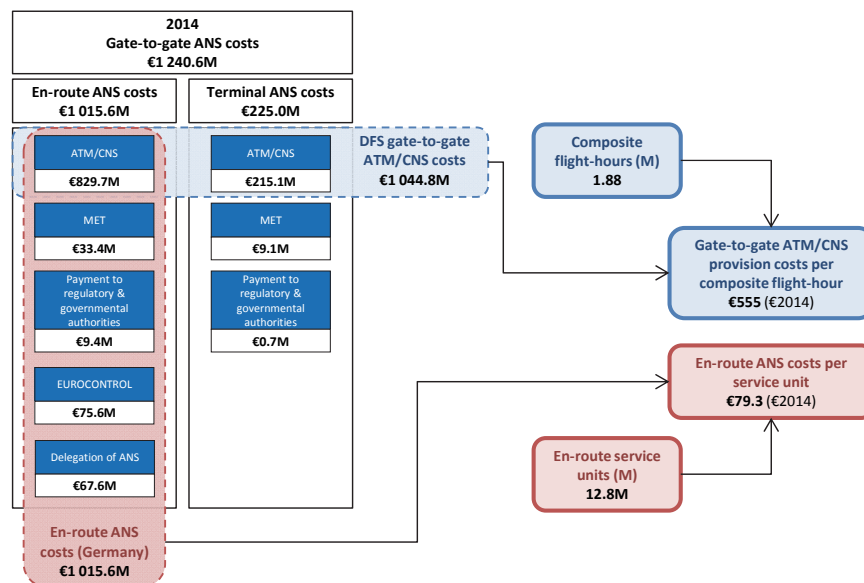 2014
Gate-to-gate ANS costs
€1 240.6M
En-route ANS costs
€1 015.6M
Terminal ANS costs
€225.0M
ATM/CNS
€829.7M
ATM/CNS
€215.1M
DFS gate-to-gate
ATM/CNS costs
€1 044.8M
MET
€33.4M
MET
€9.1M
Payment to
regulatory &
governmental
authorities
€9.4M
Payment to
regulatory &
governmental
authorities
€0.7M
EUROCONTROL
€75.6M
Delegation of ANS
€67.6M
En-route ANS
costs (Germany)
€1 015.6M
Composite
flight-hours (M)
1.88
Gate-to-gate ATM/CNS
provision costs per
composite flight-hour
€555 (€2014)
En-route ANS costs per
service unit
€79.3 (€2014)
En-route service
units (M)
12.8M